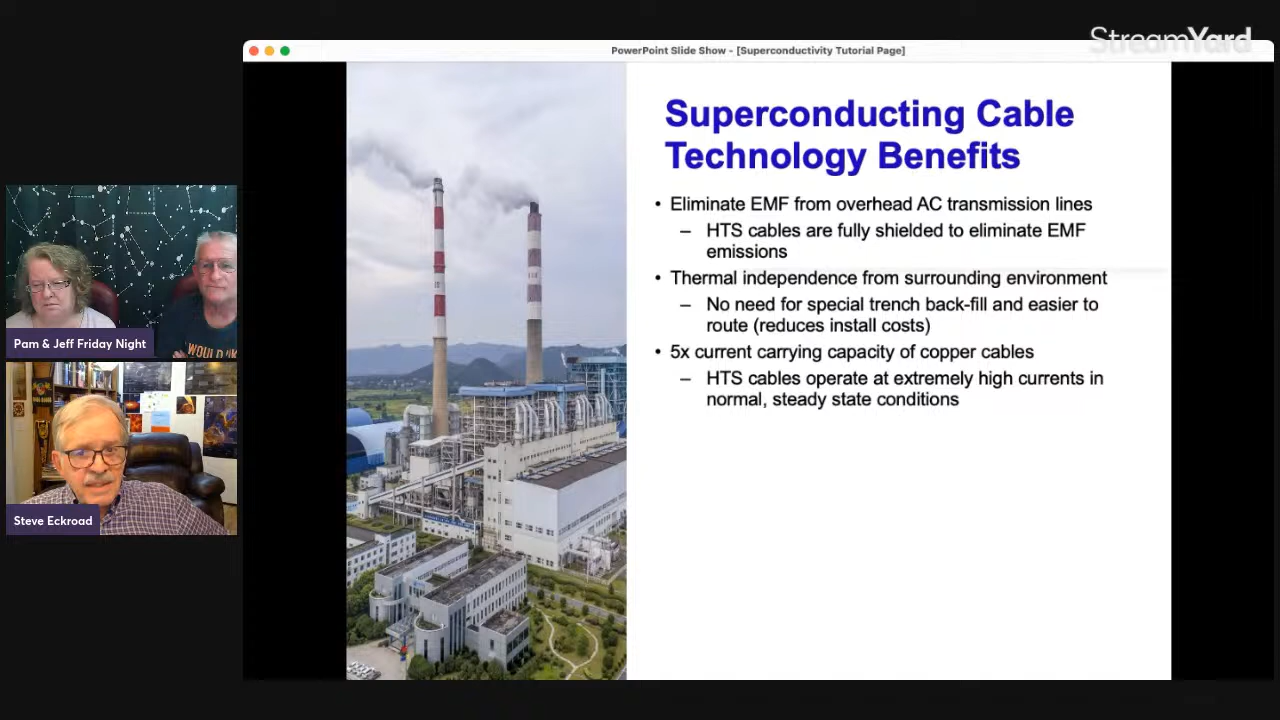 StreamYard
PowerPoint Slide Show - [Superconductivity Tutorial Page]
Superconducting Cable
Technology Benefits
• Eliminate EMF from overhead AC transmission lines
– HTS cables are fully shielded to eliminate EMF
emissions
• Thermal independence from surrounding environment
– No need for special trench back-fill and easier to
route (reduces install costs)
• 5x current carrying capacity of copper cables
– HTS cables operate at extremely high currents in
normal, steady state conditions
WOULD
Pam & Jeff Friday Night
Steve Eckroad